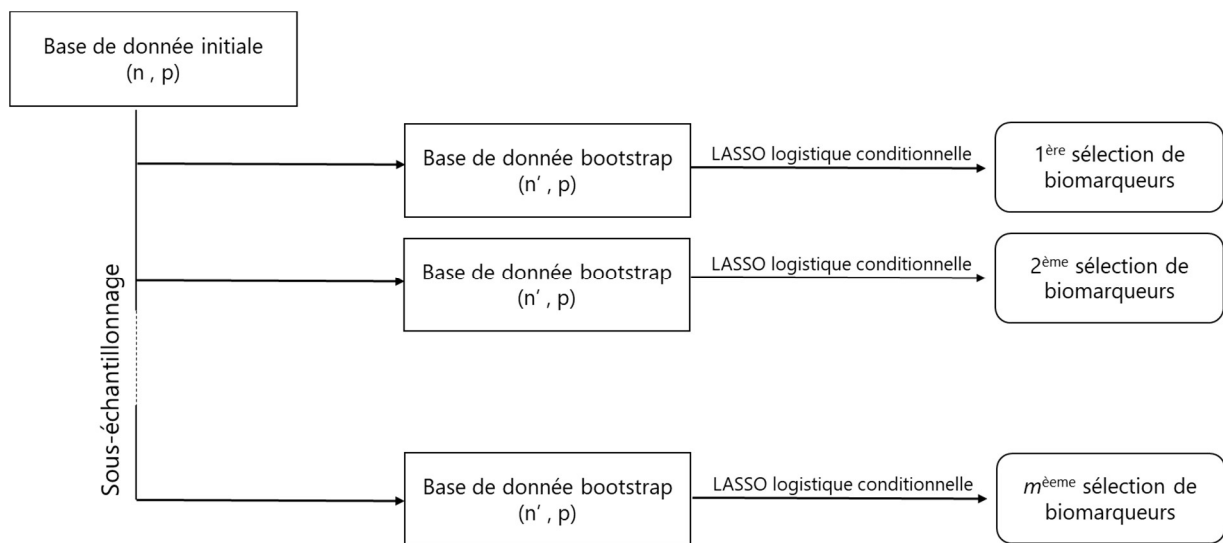 Base de donnée initiale
(n , p)
Base de donnée bootstrap
(n’ , p)
LASSO logistique conditionnelle
1ère sélection de
biomarqueurs
Base de donnée bootstrap
(n’ , p)
LASSO logistique conditionnelle
2ème sélection de
biomarqueurs
Sous-échantillonnage
Base de donnée bootstrap
(n’ , p)
LASSO logistique conditionnelle
mèeme sélection de
biomarqueurs